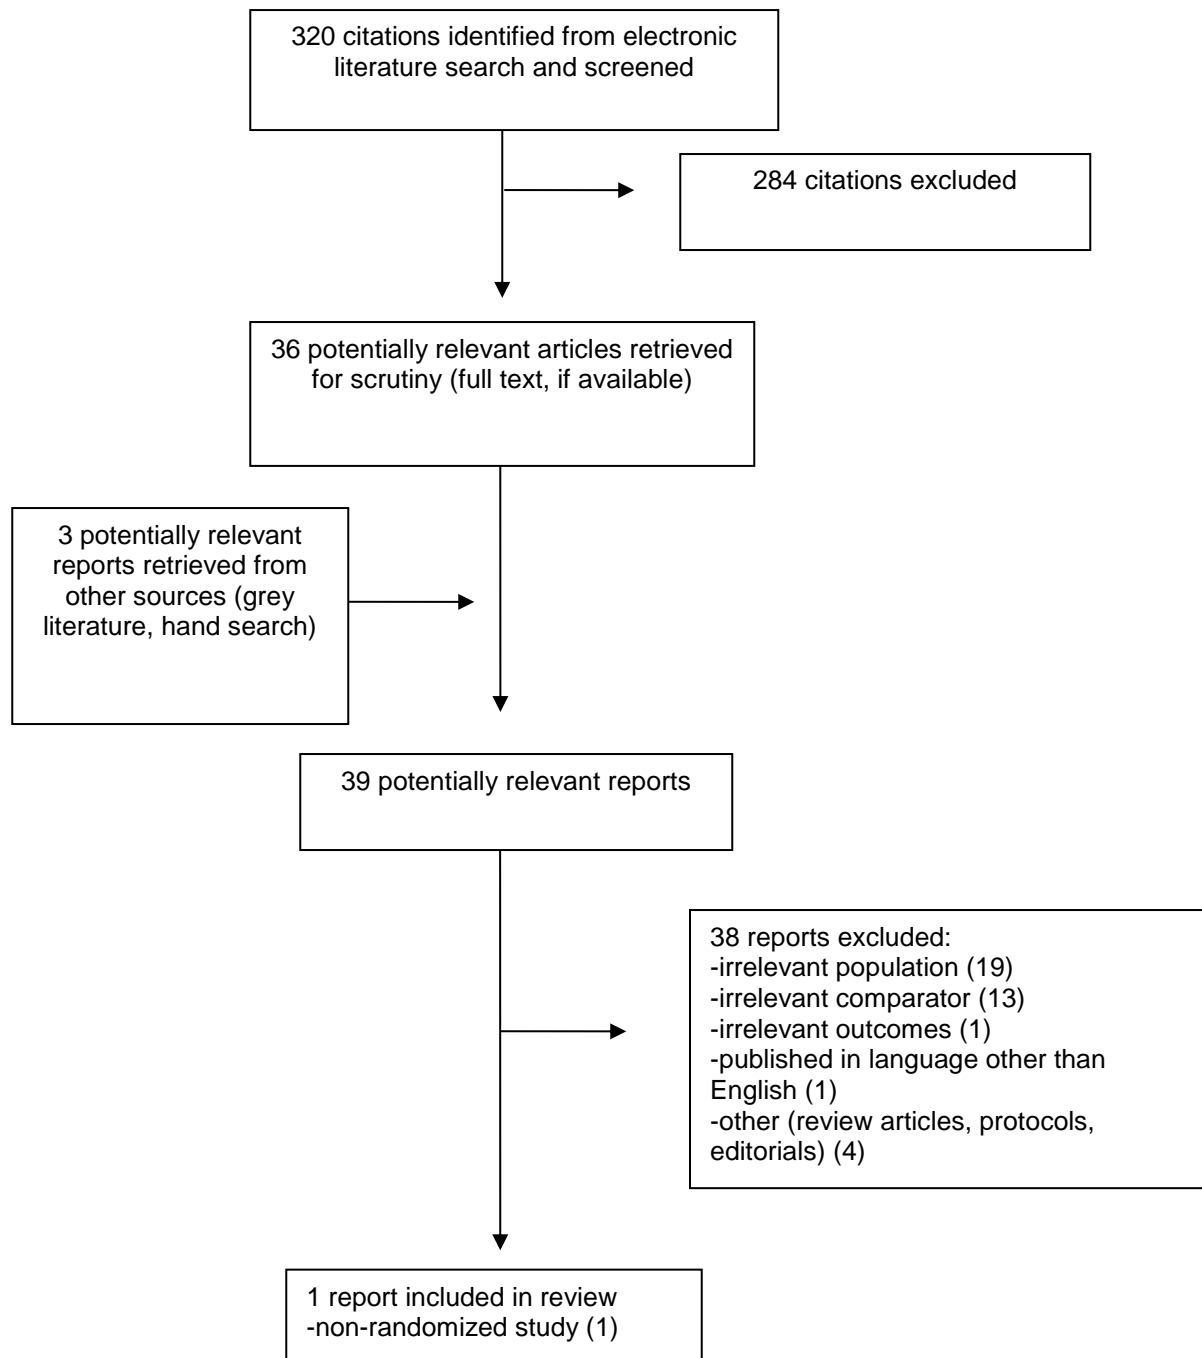 320 citations identified from electronic
literature search and screened
284 citations excluded
36 potentially relevant articles retrieved
for scrutiny (full text, if available)
3 potentially relevant
reports retrieved from
other sources (grey
literature, hand search)
39 potentially relevant reports
38 reports excluded:
-irrelevant population (19)
-irrelevant comparator (13)
-irrelevant outcomes (1)
-published in language other than
English (1)
-other (review articles, protocols,
editorials) (4)
1 report included in review
-non-randomized study (1)